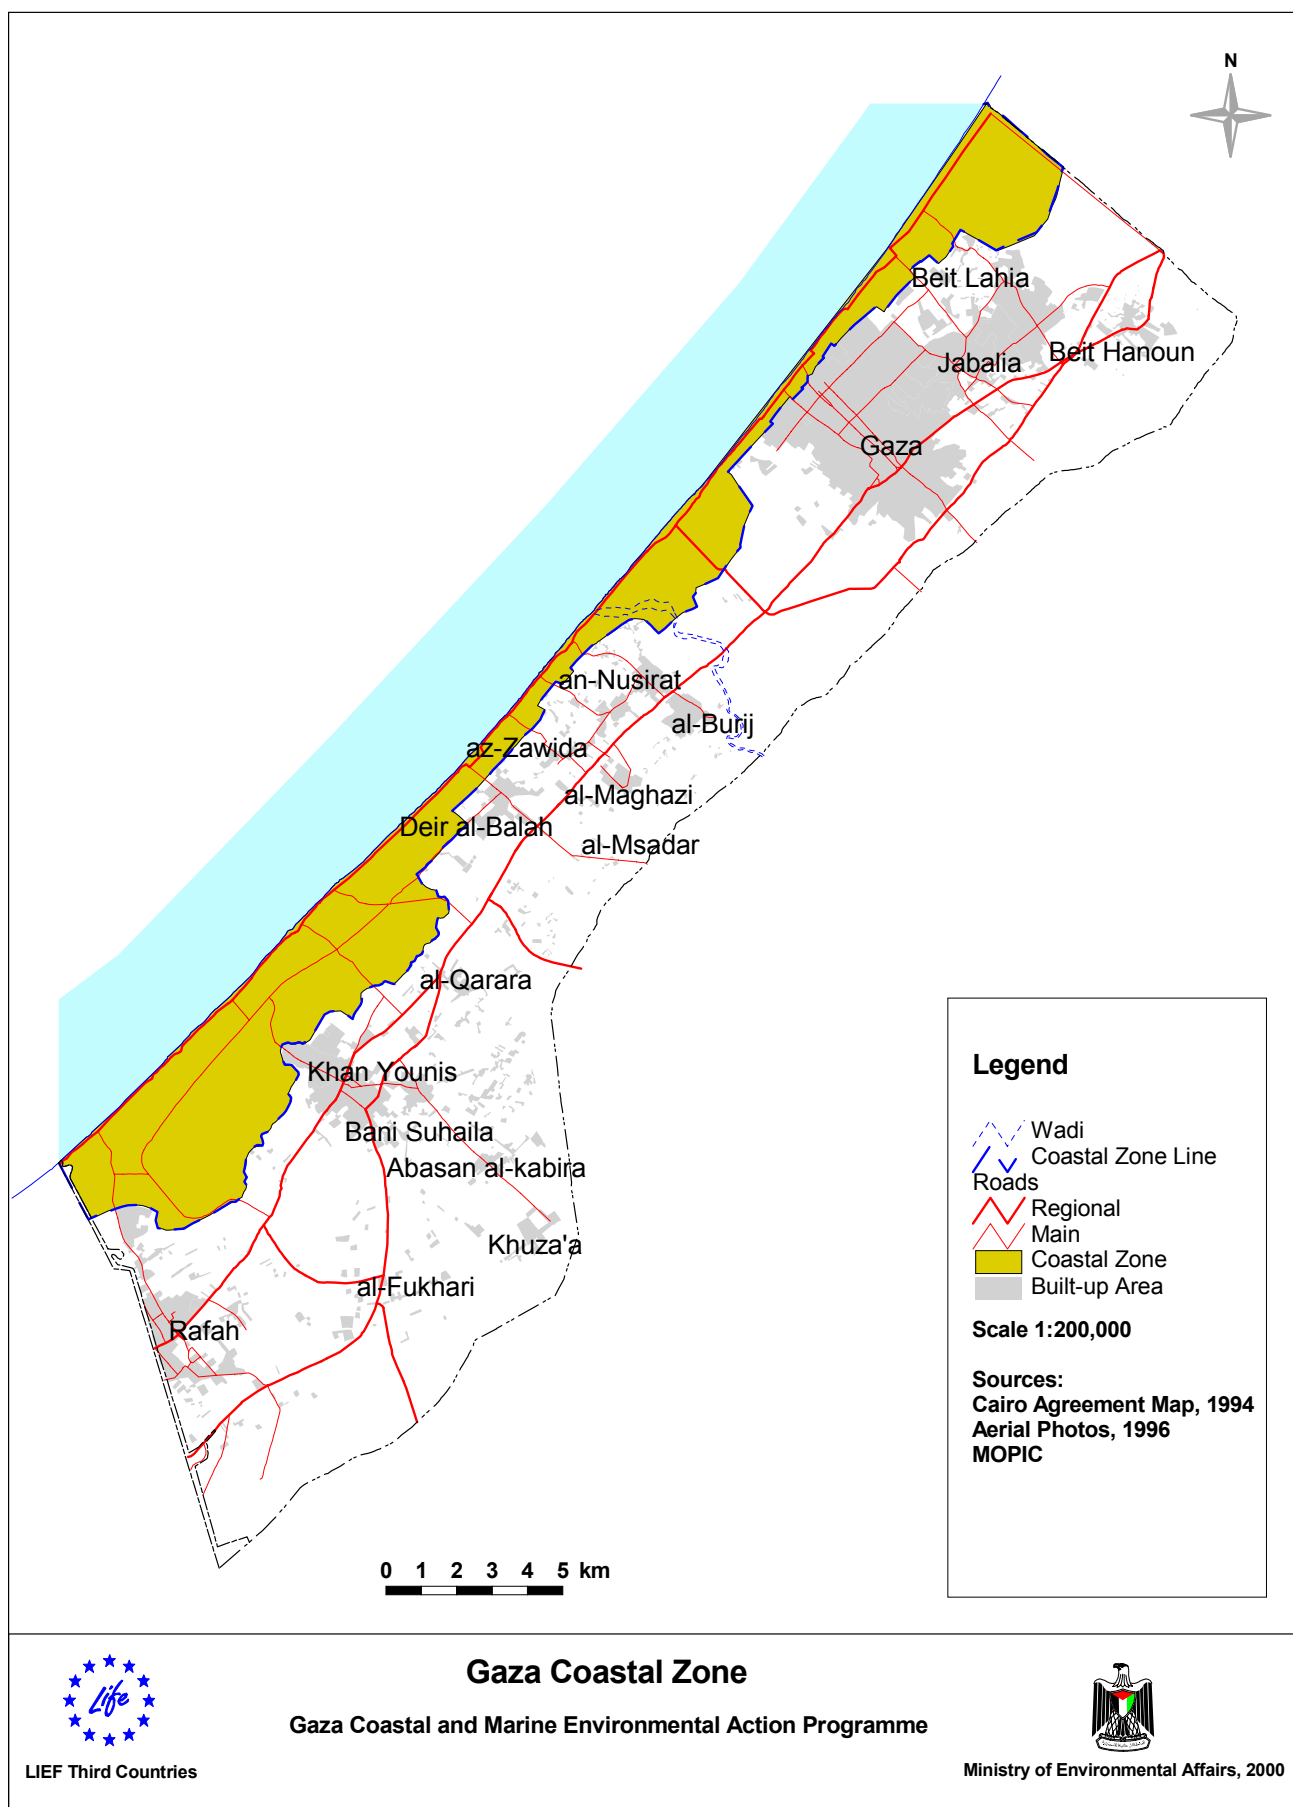 N
Beit Lahia
Beit Hanoun
Jabalia
Gaza
an-Nusirat
al-Burij
az-Zawida
al-Maghazi
Deir al-Balah
al-Msadar
al-Qarara
Khan Younis
Bani Suhaila
Abasan al-kabira
Khuza'a
al-Fukhari
Rafah
Legend
Wadi
Coastal Zone Line
Roads
Regional
Main
Coastal Zone
Built-up Area
Scale 1:200,000
Sources:
Cairo Agreement Map, 1994
Aerial Photos, 1996
MOPIC
0 1 2 3 4 5 km
Life
LIEF Third Countries
Gaza Coastal Zone
Gaza Coastal and Marine Environmental Action Programme
Ministry of Environmental Affairs, 2000